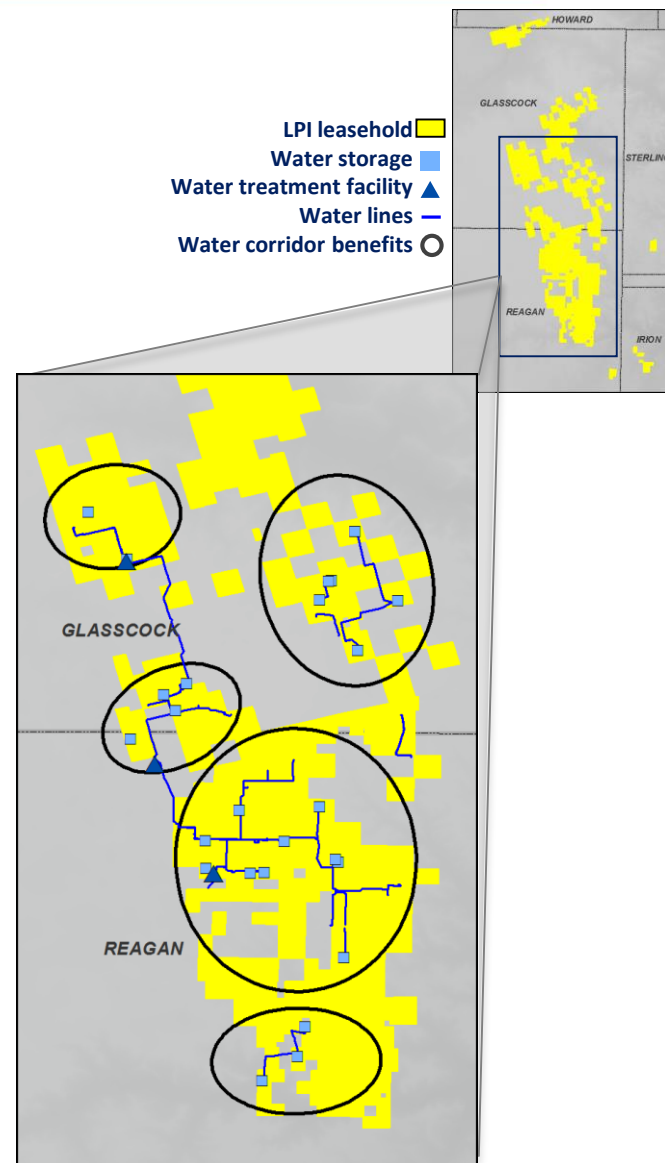 HOWARD
GLASSCOCK
STERLING
REAGAN
IRION
LPI leasehold
Water storage
Water treatment facility
Water lines
Water corridor benefits
GLASSCOCK
REAGAN